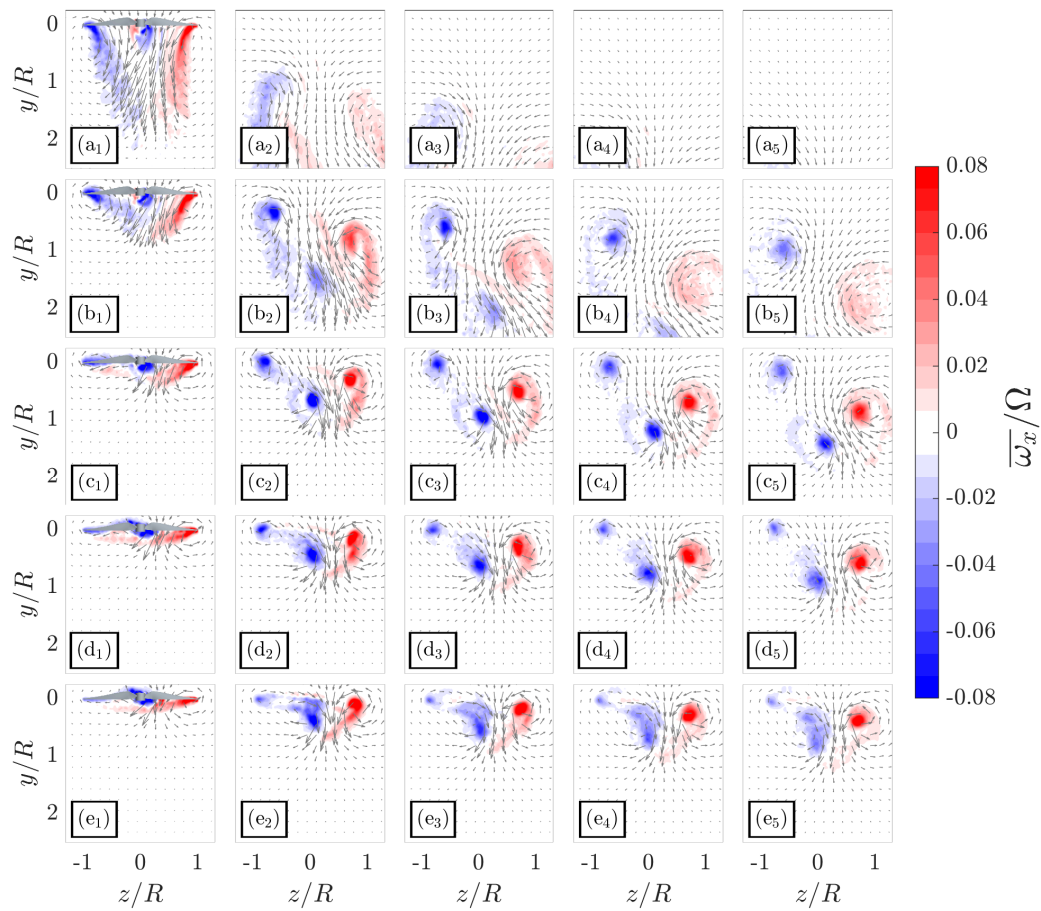 0
1
2
y/R
(a₁)
(a₂)
(a₃)
(a₄)
(a₅)
0
1
2
y/R
(b₁)
(b₂)
(b₃)
(b₄)
(b₅)
0
1
2
y/R
(c₁)
(c₂)
(c₃)
(c₄)
(c₅)
0
1
2
y/R
(d₁)
(d₂)
(d₃)
(d₄)
(d₅)
0
1
2
y/R
(e₁)
(e₂)
(e₃)
(e₄)
(e₅)
-1 0 1
-1 0 1
-1 0 1
-1 0 1
-1 0 1
z/R
z/R
z/R
z/R
z/R
0.08
0.06
0.04
0.02
0
-0.02
-0.04
-0.06
-0.08
ω̅ₓ/Ω